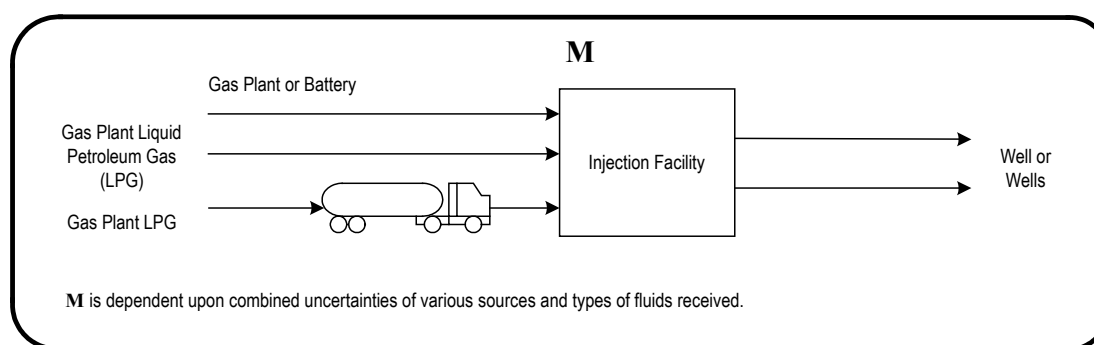 M
Gas Plant or Battery
Gas Plant Liquid
Petroleum Gas
(LPG)
Injection Facility
Well or
Wells
Gas Plant LPG
M is dependent upon combined uncertainties of various sources and types of fluids received.